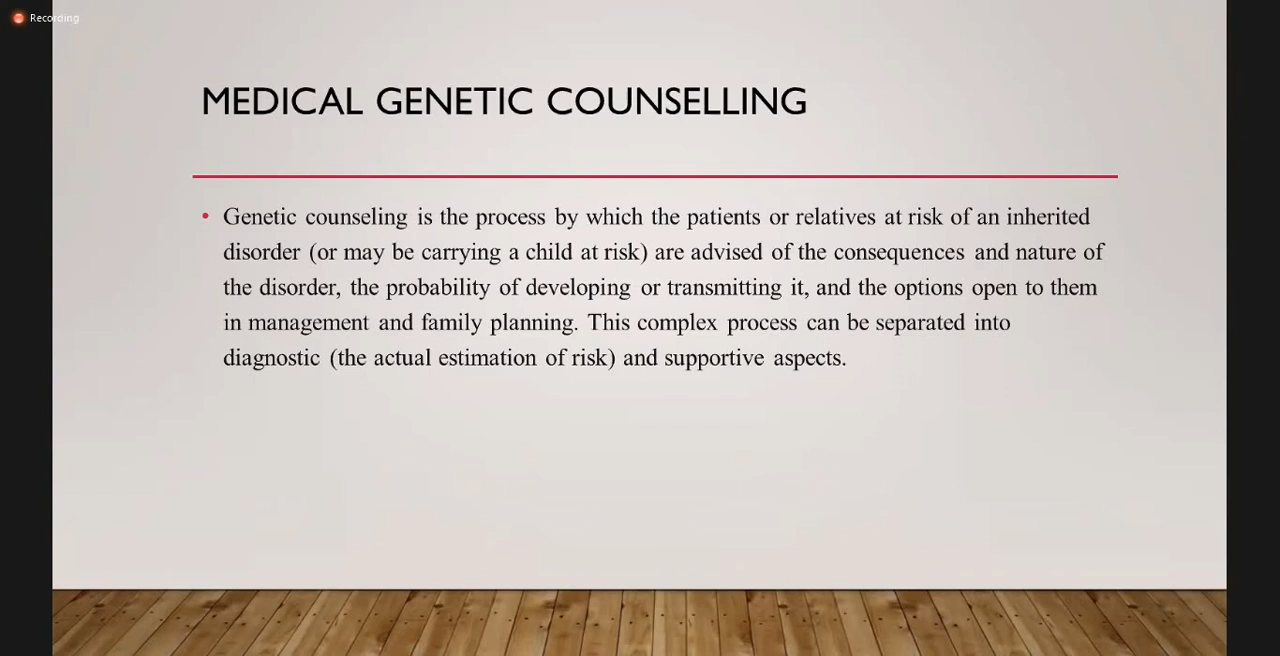 Recording
MEDICAL GENETIC COUNSELLING
• Genetic counseling is the process by which the patients or relatives at risk of an inherited
disorder (or may be carrying a child at risk) are advised of the consequences and nature of
the disorder, the probability of developing or transmitting it, and the options open to them
in management and family planning. This complex process can be separated into
diagnostic (the actual estimation of risk) and supportive aspects.